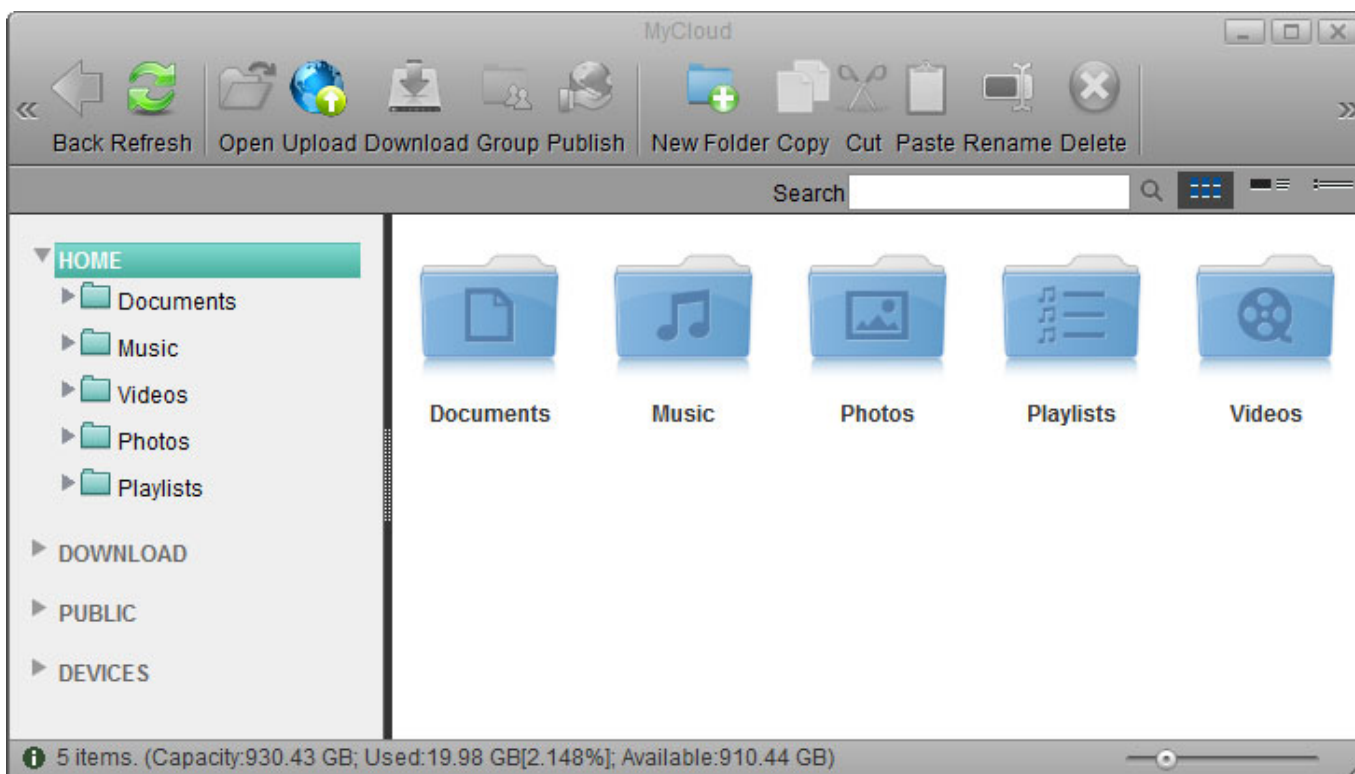 MyCloud
Back Refresh Open Upload Download Group Publish New Folder Copy Cut Paste Rename Delete
Search
HOME
Documents
Music
Videos
Photos
Playlists
DOWNLOAD
PUBLIC
DEVICES
Documents Music Photos Playlists Videos
5 items. (Capacity:930.43 GB; Used:19.98 GB[2.148%]; Available:910.44 GB)